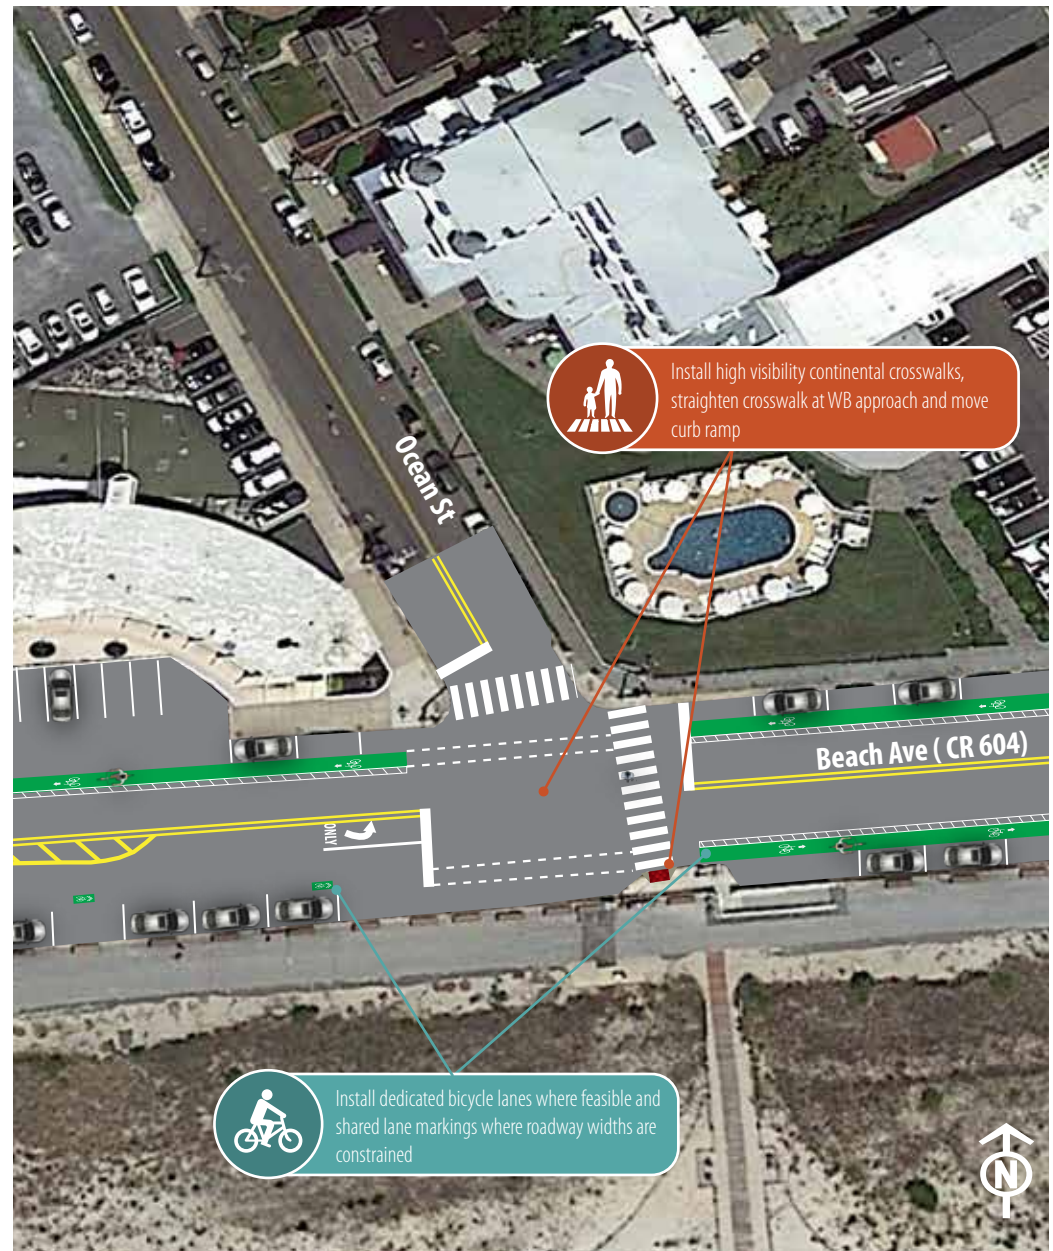 Install high visibility continental crosswalks,
straighten crosswalk at WB approach and move
curb ramp
Ocean St
Beach Ave ( CR 604)
ONLY
Install dedicated bicycle lanes where feasible and
shared lane markings where roadway widths are
constrained
N